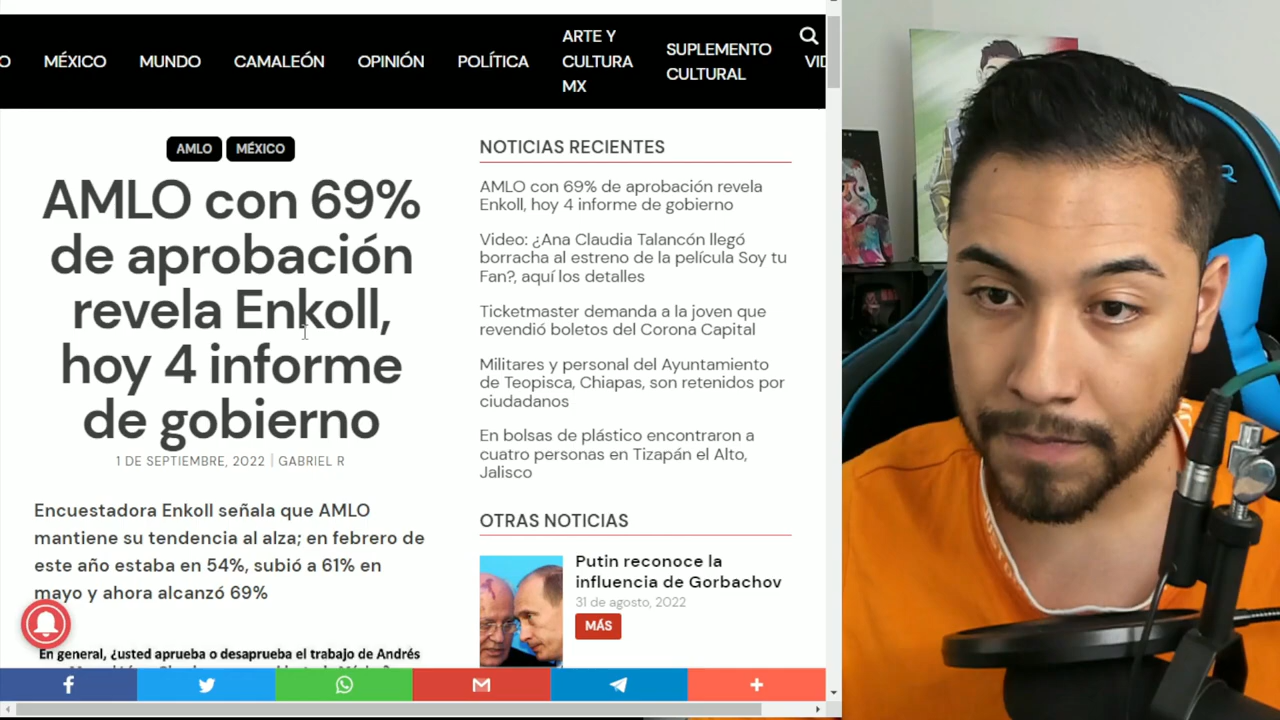 O
MÉXICO
MUNDO
CAMALEÓN
OPINIÓN
POLÍTICA
ARTE Y
CULTURA
MX
SUPLEMENTO
CULTURAL
AMLO
MÉXICO
AMLO con 69%
de aprobación
revela Enkoll,
hoy 4 informe
de gobierno
1 DE SEPTIEMBRE, 2022 | GABRIEL R
Encuestadora Enkoll señala que AMLO
mantiene su tendencia al alza; en febrero de
este año estaba en 54%, subió a 61% en
mayo y ahora alcanzó 69%
En general, ¿usted aprueba o desaprueba el trabajo de Andrés
NOTICIAS RECIENTES
AMLO con 69% de aprobación revela
Enkoll, hoy 4 informe de gobierno
Video: ¿Ana Claudia Talancón llegó
borracha al estreno de la película Soy tu
Fan?, aquí los detalles
Ticketmaster demanda a la joven que
revendió boletos del Corona Capital
Militares y personal del Ayuntamiento
de Teopisca, Chiapas, son retenidos por
ciudadanos
En bolsas de plástico encontraron a
cuatro personas en Tizapán el Alto,
Jalisco
OTRAS NOTICIAS
Putin reconoce la
influencia de Gorbachov
31 de agosto, 2022
MÁS